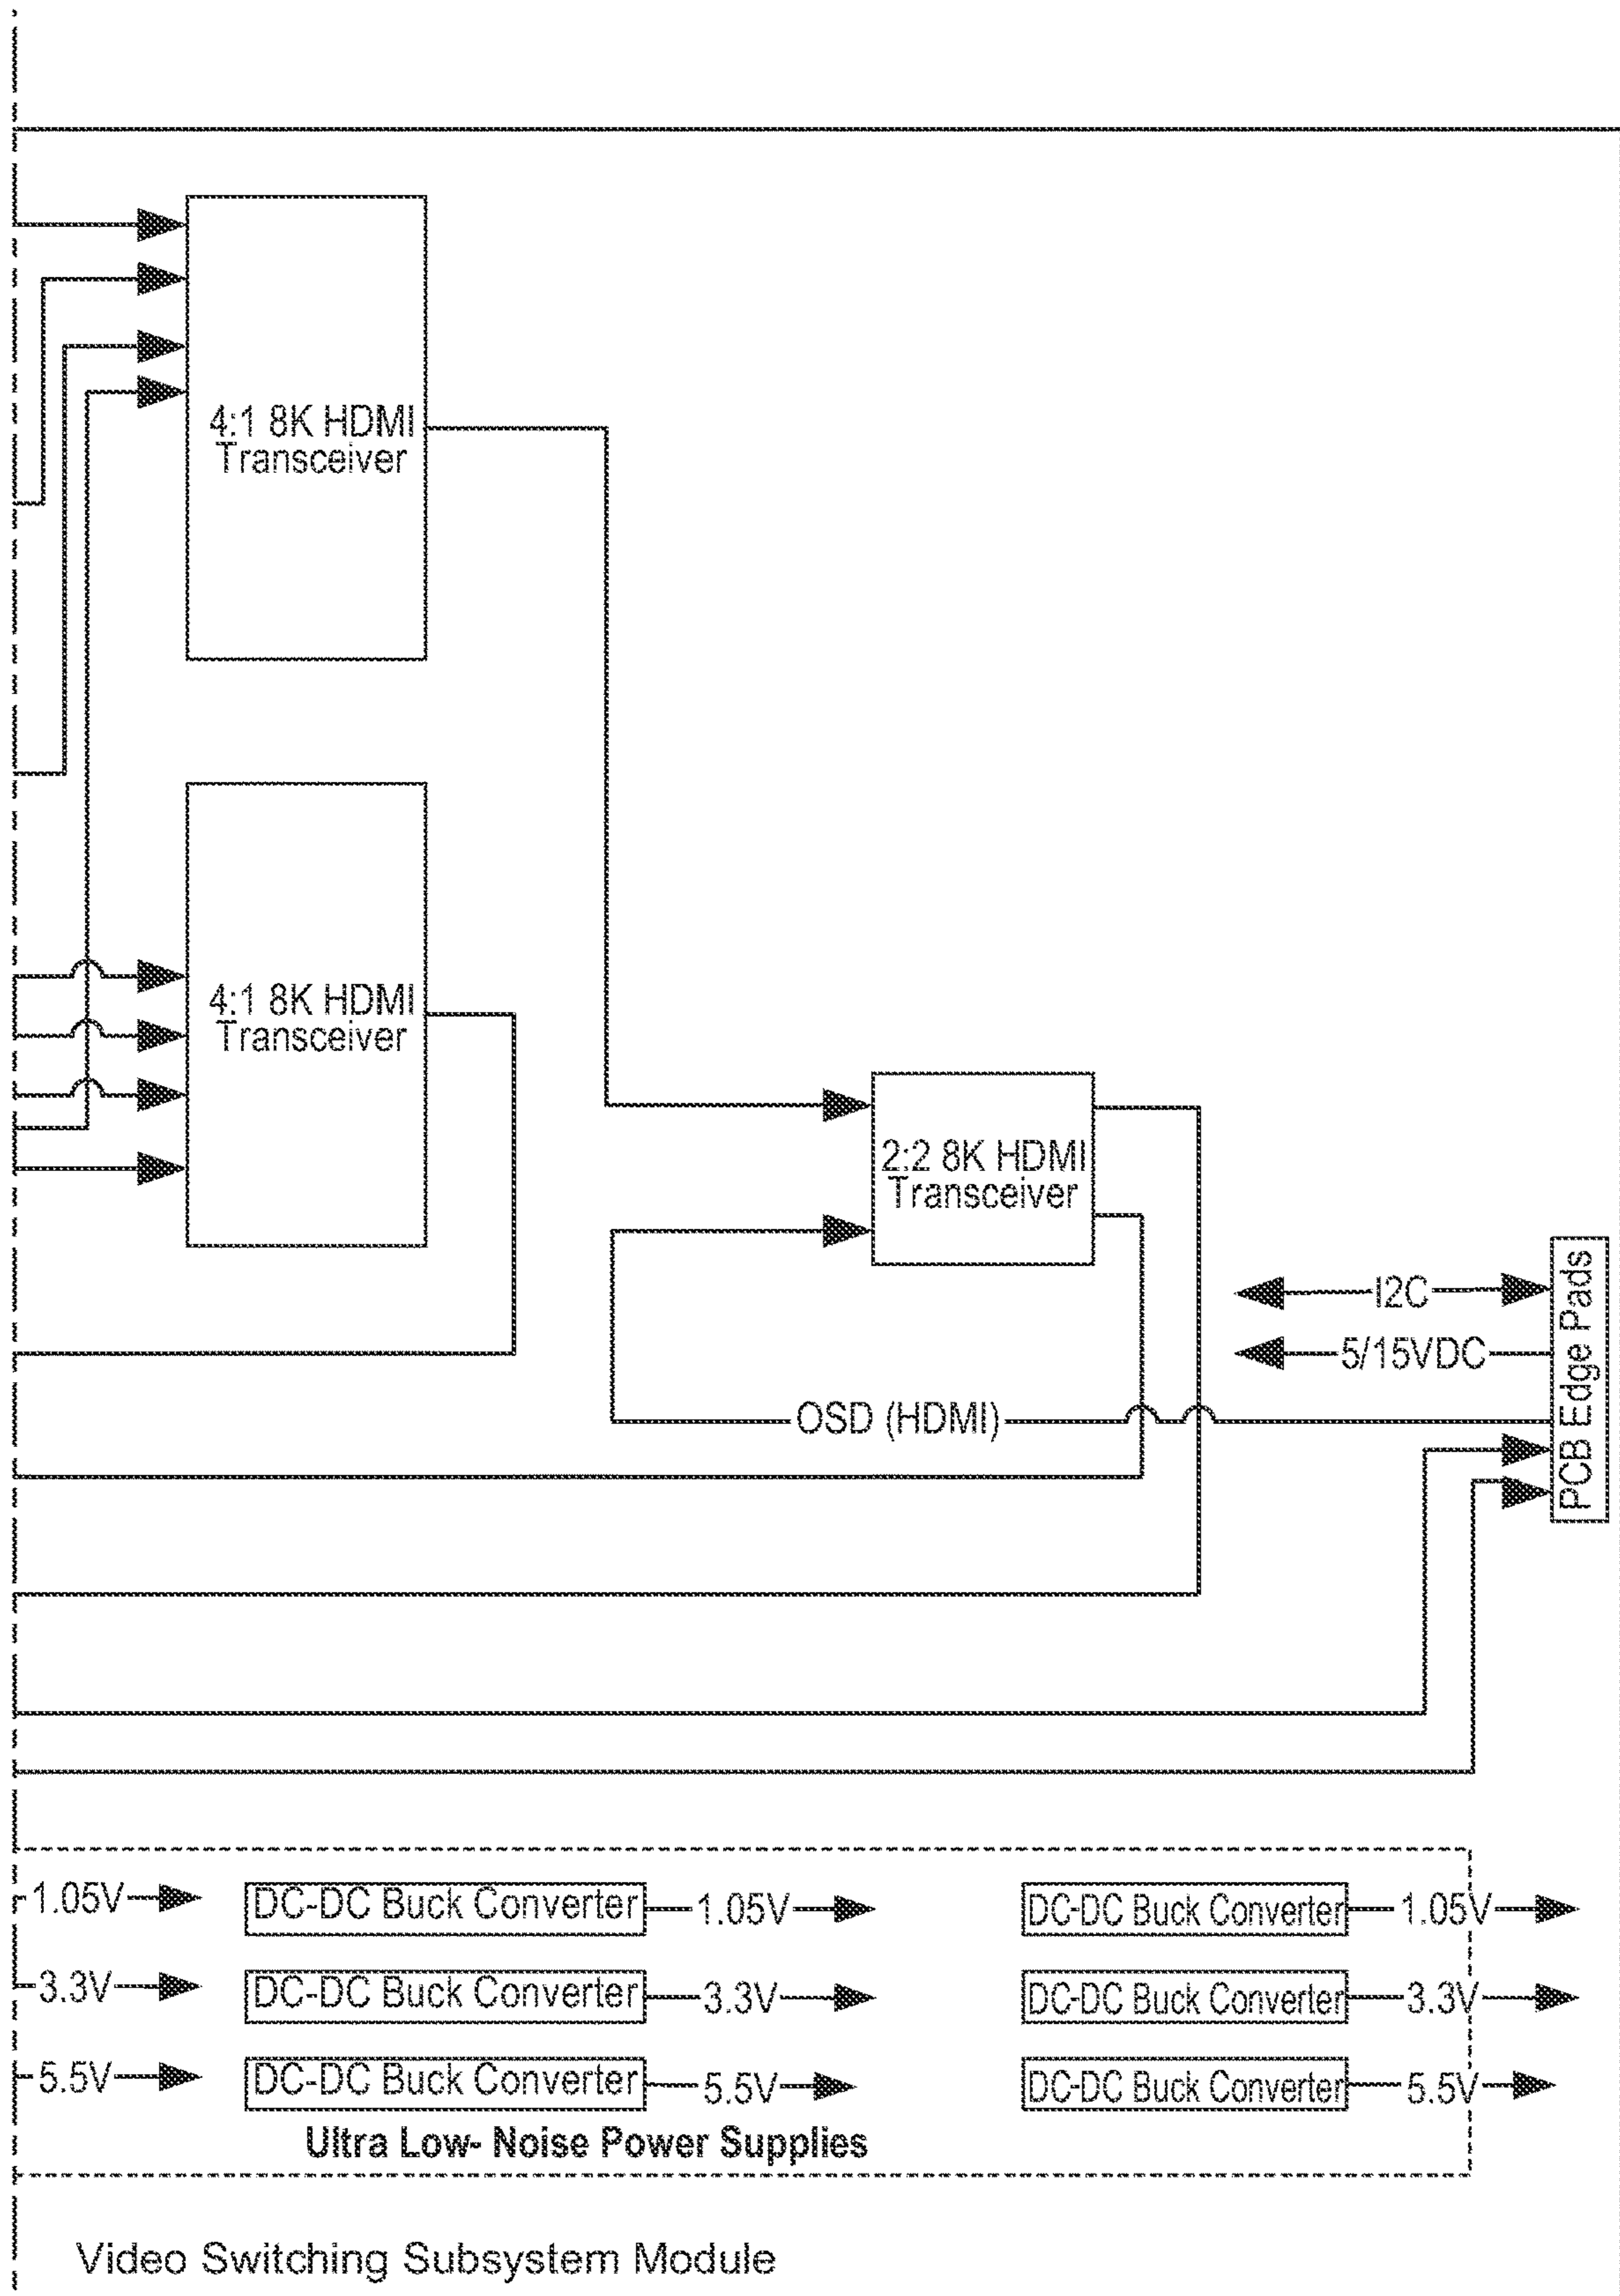 4:1 8K HDMI
Transceiver
4:1 8K HDMI
Transceiver
2:2 8K HDMI
Transceiver
I2C
5/15VDC
OSD (HDMI)
PCB Edge Pads
1.05V
DC-DC Buck Converter
1.05V
DC-DC Buck Converter
1.05V
3.3V
DC-DC Buck Converter
3.3V
DC-DC Buck Converter
3.3V
5.5V
DC-DC Buck Converter
5.5V
DC-DC Buck Converter
5.5V
Ultra Low- Noise Power Supplies
Video Switching Subsystem Module